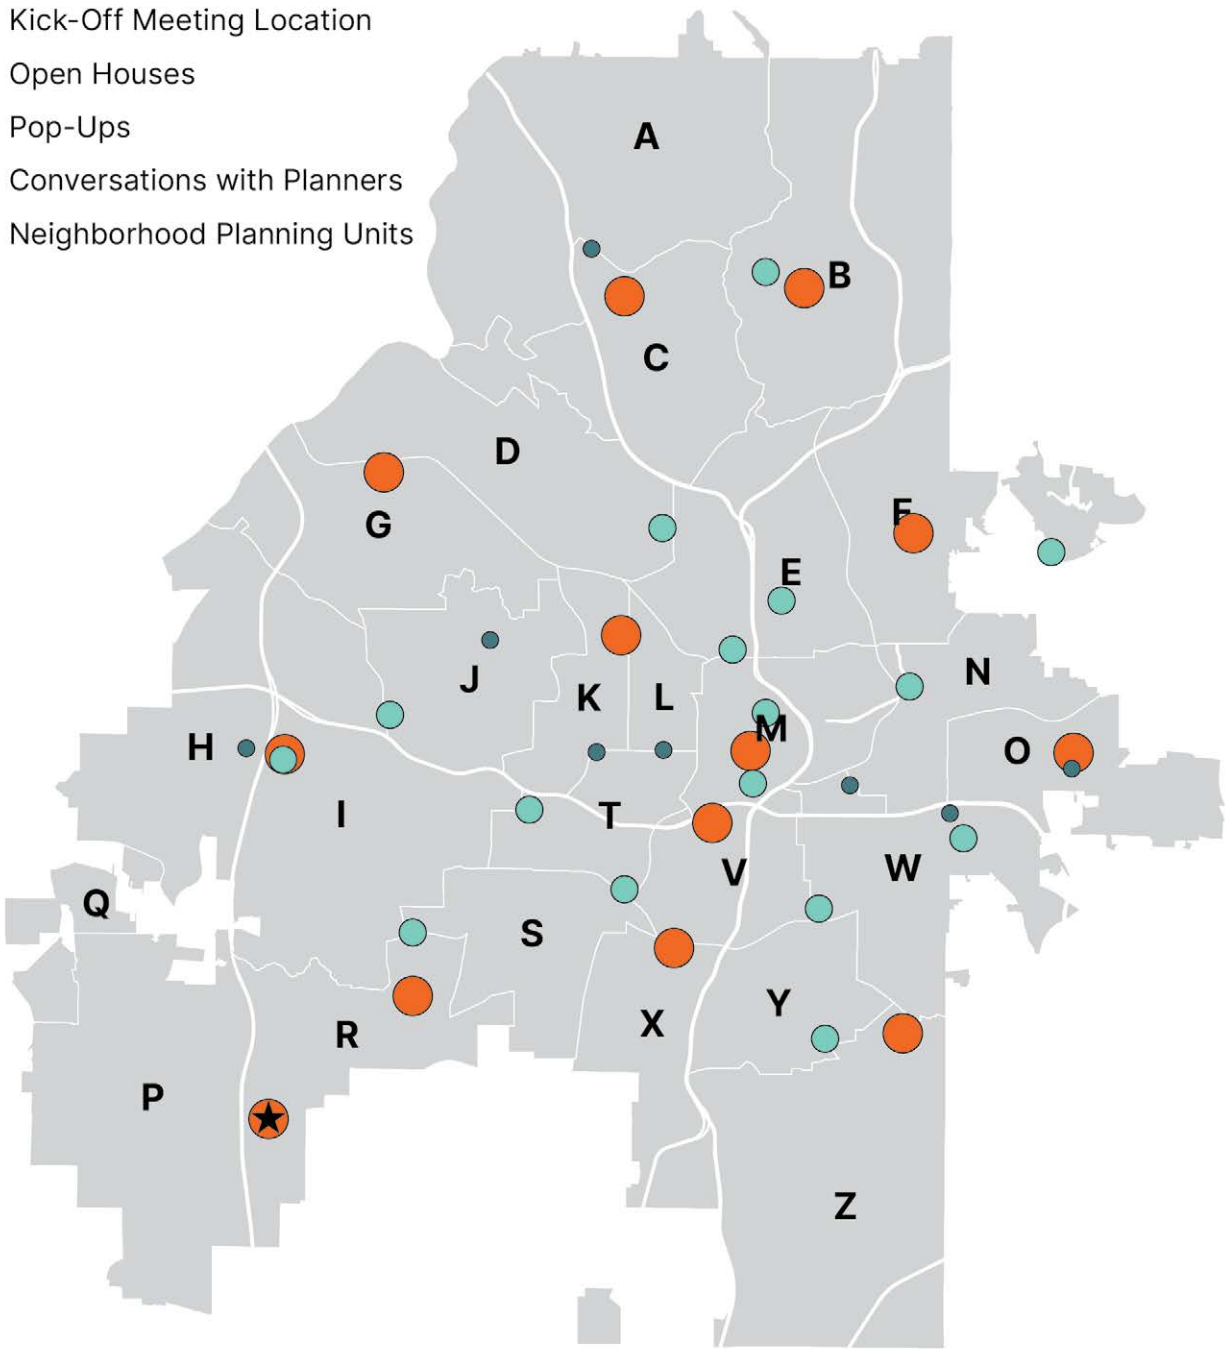 Kick-Off Meeting Location
Open Houses
Pop-Ups
Conversations with Planners
Neighborhood Planning Units
A
B
C
D
G
F
E
J
K
L
N
M
H
O
I
T
V
W
Q
S
X
Y
R
P
Z